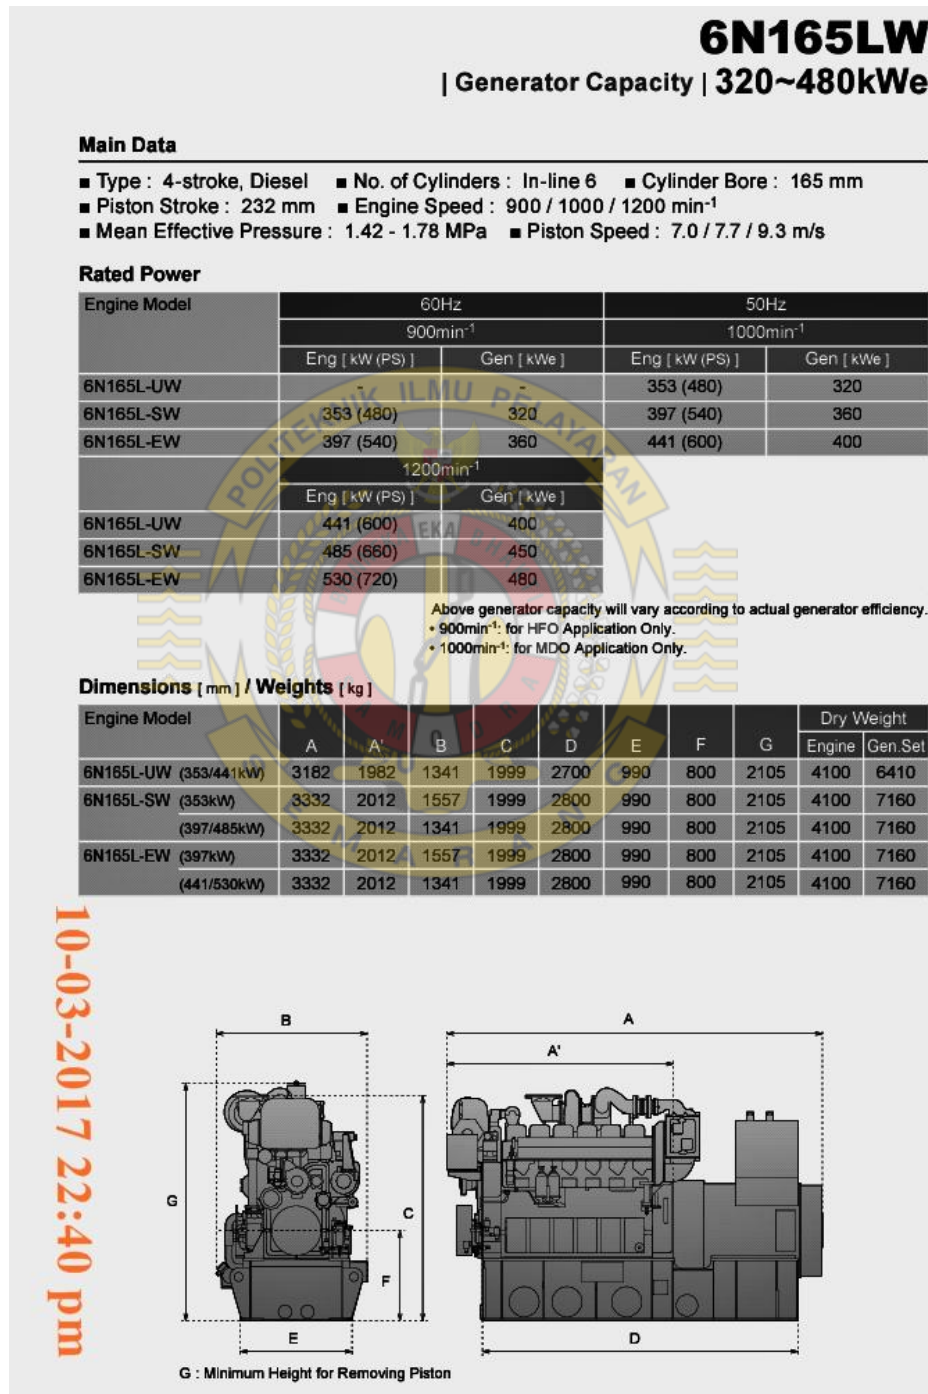 6N165LW
| Generator Capacity | 320~480kWe
Main Data
■ Type : 4-stroke, Diesel ■ No. of Cylinders : In-line 6 ■ Cylinder Bore : 165 mm
■ Piston Stroke : 232 mm ■ Engine Speed : 900 / 1000 / 1200 min⁻¹
■ Mean Effective Pressure : 1.42 - 1.78 MPa ■ Piston Speed : 7.0 / 7.7 / 9.3 m/s
Rated Power
Engine Model 60Hz 50Hz
900min⁻¹ 1000min⁻¹
Eng [ kW (PS) ] Gen [ kWe ] Eng [ kW (PS) ] Gen [ kWe ]
6N165L-UW - - 353 (480) 320
6N165L-SW 353 (480) 320 397 (540) 360
6N165L-EW 397 (540) 360 441 (600) 400
1200min⁻¹
Eng [ kW (PS) ] Gen [ kWe ]
6N165L-UW 441 (600) 400
6N165L-SW 485 (660) 450
6N165L-EW 530 (720) 480
Above generator capacity will vary according to actual generator efficiency.
• 900min⁻¹: for HFO Application Only.
• 1000min⁻¹: for MDO Application Only.
Dimensions [ mm ] / Weights [ kg ]
Engine Model Dry Weight
A A' B C D E F G Engine Gen.Set
6N165L-UW (353/441kW) 3182 1982 1341 1999 2700 990 800 2105 4100 6410
6N165L-SW (353kW) 3332 2012 1557 1999 2800 990 800 2105 4100 7160
(397/485kW) 3332 2012 1341 1999 2800 990 800 2105 4100 7160
6N165L-EW (397kW) 3332 2012 1557 1999 2800 990 800 2105 4100 7160
(441/530kW) 3332 2012 1341 1999 2800 990 800 2105 4100 7160
POLITEKNIK ILMU PELAYARAN
SEMARANG
10-03-2017 22:40 pm
B A
A'
G C
F
E D
G : Minimum Height for Removing Piston